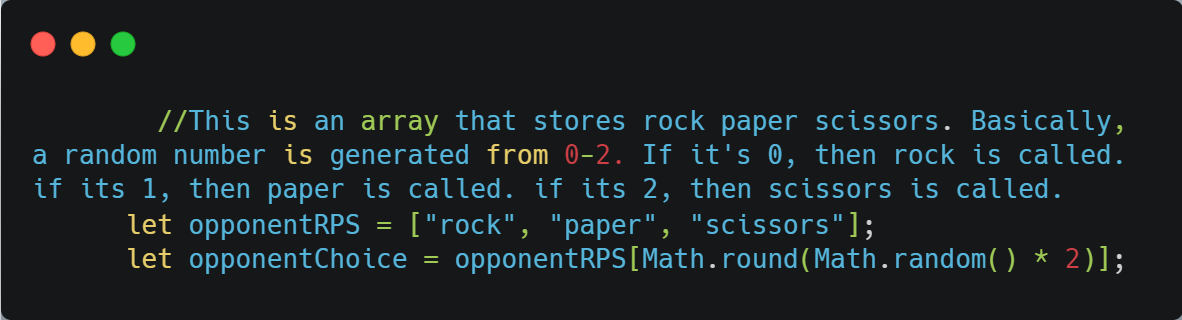 //This is an array that stores rock paper scissors. Basically,
a random number is generated from 0-2. If it's 0, then rock is called.
if its 1, then paper is called. if its 2, then scissors is called.
let opponentRPS = ["rock", "paper", "scissors"];
let opponentChoice = opponentRPS[Math.round(Math.random() * 2)];